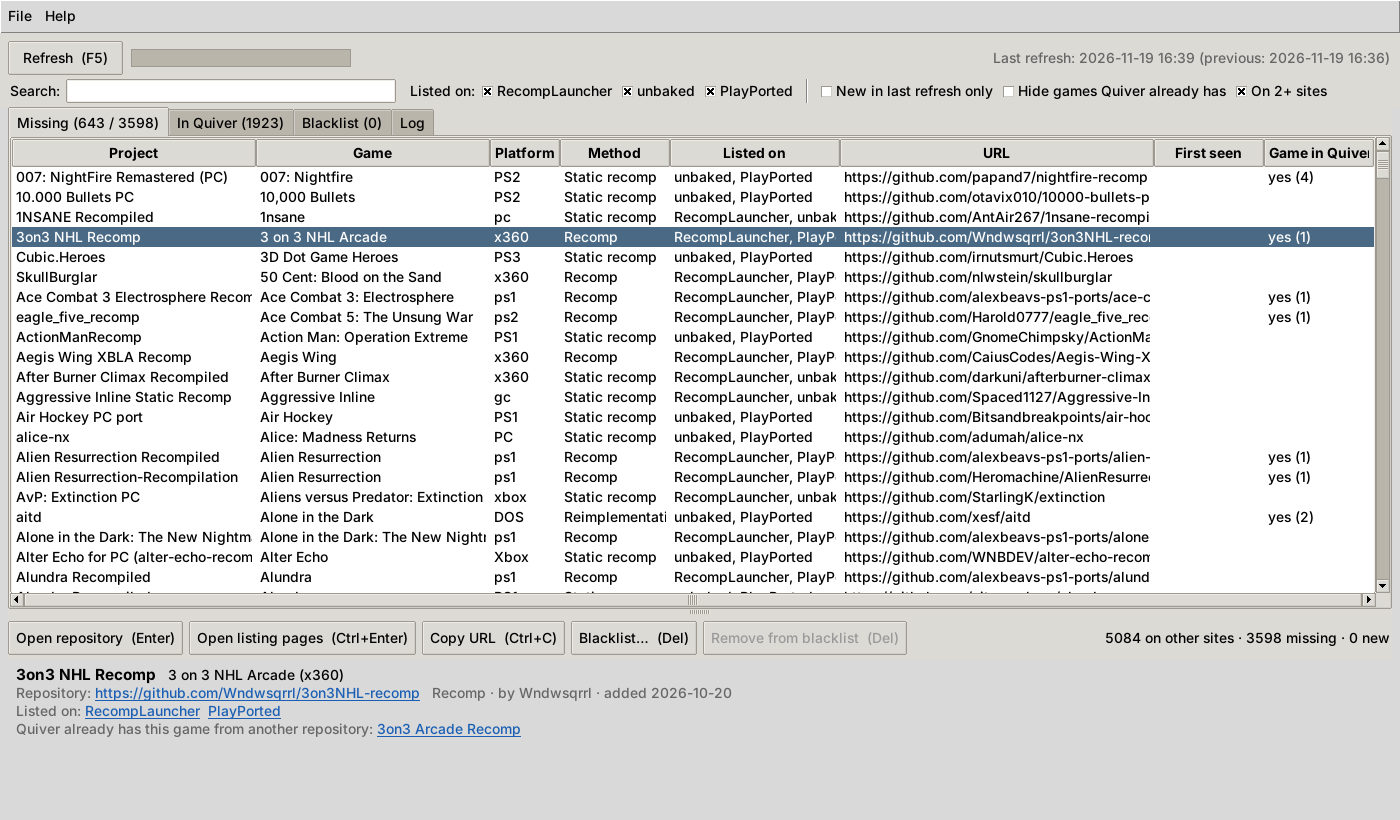 File Help
Refresh (F5) Last refresh: 2026-11-19 16:39 (previous: 2026-11-19 16:36)
Search: Listed on: RecompLauncher unbaked PlayPorted New in last refresh only Hide games Quiver already has On 2+ sites
Missing (643 / 3598) In Quiver (1923) Blacklist (0) Log
Project Game Platform Method Listed on URL First seen Game in Quiver
007: NightFire Remastered (PC) 007: Nightfire PS2 Static recomp unbaked, PlayPorted https://github.com/papand7/nightfire-recomp yes (4)
10.000 Bullets PC 10,000 Bullets PS2 Static recomp unbaked, PlayPorted https://github.com/otavix010/10000-bullets-p
1NSANE Recompiled 1nsane pc Static recomp RecompLauncher, unbak https://github.com/AntAir267/1nsane-recompi
3on3 NHL Recomp 3 on 3 NHL Arcade x360 Recomp RecompLauncher, PlayP https://github.com/Wndwsqrrl/3on3NHL-recor yes (1)
Cubic.Heroes 3D Dot Game Heroes PS3 Static recomp unbaked, PlayPorted https://github.com/irnutsmurt/Cubic.Heroes
SkullBurglar 50 Cent: Blood on the Sand x360 Recomp RecompLauncher, PlayP https://github.com/nlwstein/skullburglar
Ace Combat 3 Electrosphere Recom Ace Combat 3: Electrosphere ps1 Recomp RecompLauncher, PlayP https://github.com/alexbeavs-ps1-ports/ace-c yes (1)
eagle_five_recomp Ace Combat 5: The Unsung War ps2 Recomp RecompLauncher, PlayP https://github.com/Harold0777/eagle_five_rec yes (1)
ActionManRecomp Action Man: Operation Extreme PS1 Static recomp unbaked, PlayPorted https://github.com/GnomeChimpsky/ActionMa
Aegis Wing XBLA Recomp Aegis Wing x360 Recomp RecompLauncher, PlayP https://github.com/CaiusCodes/Aegis-Wing-X
After Burner Climax Recompiled After Burner Climax x360 Static recomp RecompLauncher, unbak https://github.com/darkuni/afterburner-climax
Aggressive Inline Static Recomp Aggressive Inline gc Static recomp RecompLauncher, unbak https://github.com/Spaced1127/Aggressive-In
Air Hockey PC port Air Hockey PS1 Static recomp unbaked, PlayPorted https://github.com/Bitsandbreakpoints/air-hoc
alice-nx Alice: Madness Returns PC Static recomp unbaked, PlayPorted https://github.com/adumah/alice-nx
Alien Resurrection Recompiled Alien Resurrection ps1 Recomp RecompLauncher, PlayP https://github.com/alexbeavs-ps1-ports/alien- yes (1)
Alien Resurrection-Recompilation Alien Resurrection ps1 Recomp RecompLauncher, PlayP https://github.com/Heromachine/AlienResurre yes (1)
AvP: Extinction PC Aliens versus Predator: Extinction xbox Static recomp RecompLauncher, unbak https://github.com/StarlingK/extinction
aitd Alone in the Dark DOS Reimplementati unbaked, PlayPorted https://github.com/xesf/aitd yes (2)
Alone in the Dark: The New Nightm Alone in the Dark: The New Nightı ps1 Recomp RecompLauncher, PlayP https://github.com/alexbeavs-ps1-ports/alone
Alter Echo for PC (alter-echo-recom Alter Echo Xbox Static recomp unbaked, PlayPorted https://github.com/WNBDEV/alter-echo-recom
Alundra Recompiled Alundra ps1 Recomp RecompLauncher, PlayP https://github.com/alexbeavs-ps1-ports/alund
Open repository (Enter) Open listing pages (Ctrl+Enter) Copy URL (Ctrl+C) Blacklist... (Del) Remove from blacklist (Del) 5084 on other sites · 3598 missing · 0 new
3on3 NHL Recomp 3 on 3 NHL Arcade (x360)
Repository: https://github.com/Wndwsqrrl/3on3NHL-recomp Recomp · by Wndwsqrrl · added 2026-10-20
Listed on: RecompLauncher PlayPorted
Quiver already has this game from another repository: 3on3 Arcade Recomp